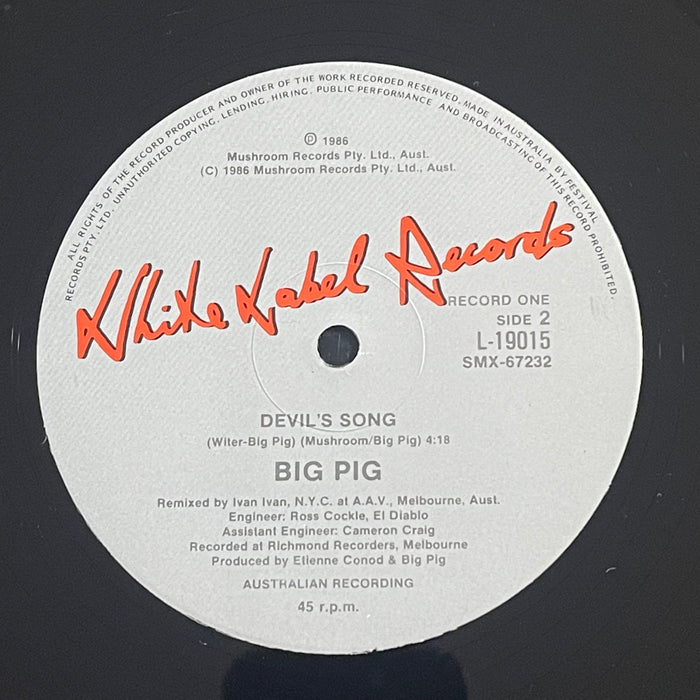 ALL RIGHTS OF THE RECORD PRODUCER AND OWNER OF THE WORK RECORDED RESERVED. MADE IN AUSTRALIA BY FESTIVAL
RECORDS PTY. LTD. UNAUTHORIZED COPYING, LENDING, HIRING, PUBLIC PERFORMANCE AND BROADCASTING OF THIS RECORD PROHIBITED.
Ⓟ 1986
Mushroom Records Pty. Ltd., Aust.
(C) 1986 Mushroom Records Pty. Ltd., Aust.
White Label Records
RECORD ONE
SIDE 2
L-19015
SMX-67232
DEVIL'S SONG
(Witer-Big Pig) (Mushroom/Big Pig) 4:18
BIG PIG
Remixed by Ivan Ivan, N.Y.C. at A.A.V., Melbourne, Aust.
Engineer: Ross Cockle, El Diablo
Assistant Engineer: Cameron Craig
Recorded at Richmond Recorders, Melbourne
Produced by Etienne Conod & Big Pig
AUSTRALIAN RECORDING
45 r.p.m.